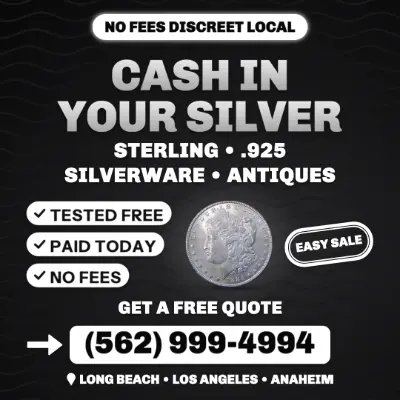 NO FEES DISCREET LOCAL
CASH IN
YOUR SILVER
STERLING • .925
SILVERWARE • ANTIQUES
TESTED FREE
PAID TODAY
NO FEES
EASY SALE
GET A FREE QUOTE
(562) 999-4994
LONG BEACH • LOS ANGELES • ANAHEIM